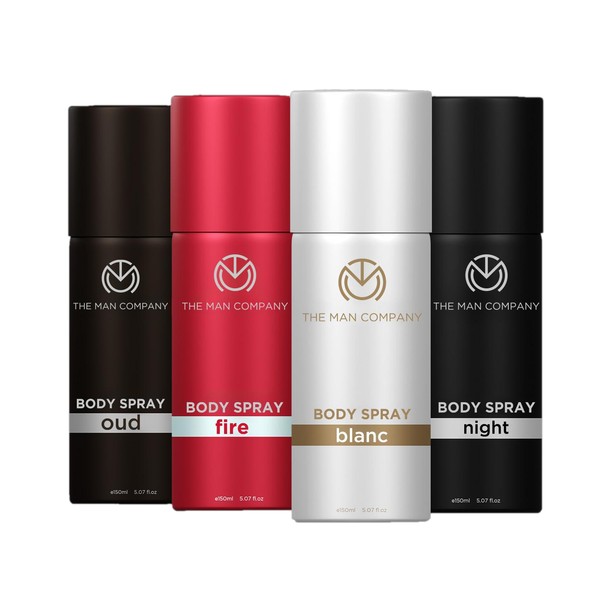 THE MAN COMPANY
BODY SPRAY
oud
e150ml 5.07 fl.oz
THE MAN COMPANY
BODY SPRAY
fire
e150ml 5.07 fl.oz
THE MAN COMPANY
BODY SPRAY
blanc
e150ml 5.07 fl.oz
THE MAN COMPANY
BODY SPRAY
night
e150ml 5.07 fl.oz